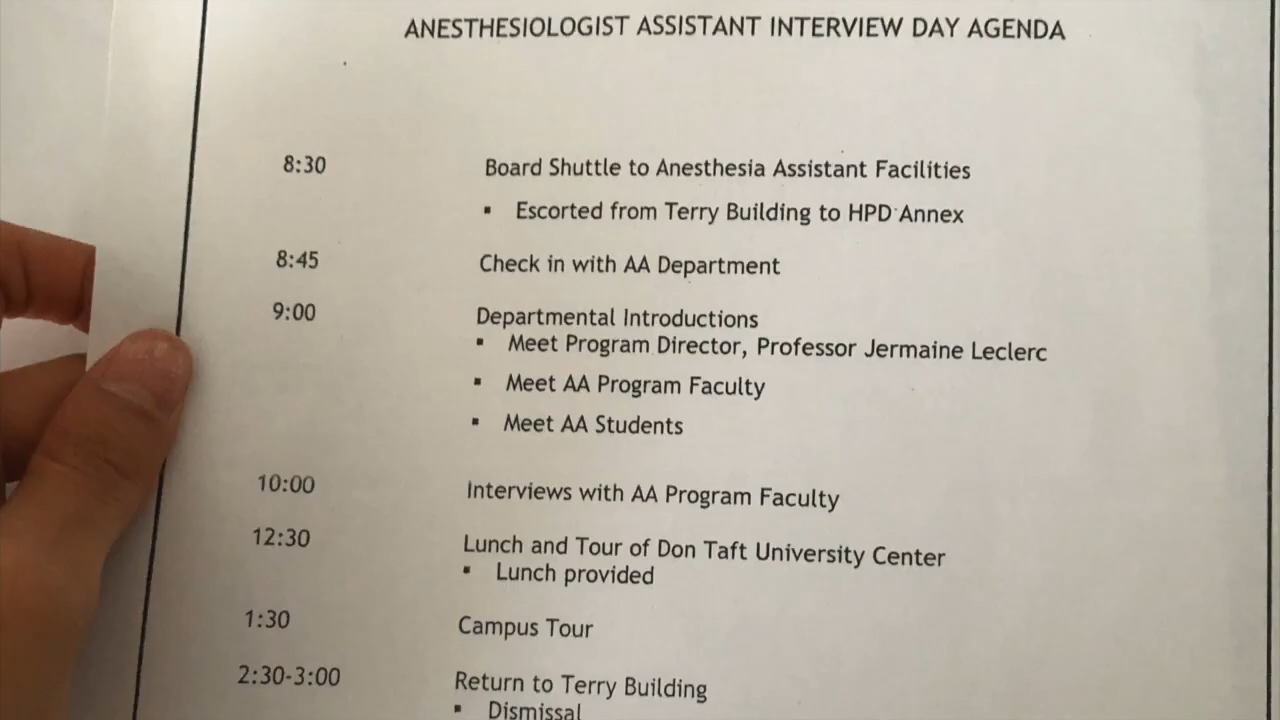 ANESTHESIOLOGIST ASSISTANT INTERVIEW DAY AGENDA
8:30 Board Shuttle to Anesthesia Assistant Facilities
▪ Escorted from Terry Building to HPD Annex
8:45 Check in with AA Department
9:00 Departmental Introductions
▪ Meet Program Director, Professor Jermaine Leclerc
▪ Meet AA Program Faculty
▪ Meet AA Students
10:00 Interviews with AA Program Faculty
12:30 Lunch and Tour of Don Taft University Center
▪ Lunch provided
1:30 Campus Tour
2:30-3:00 Return to Terry Building
▪ Dismissal